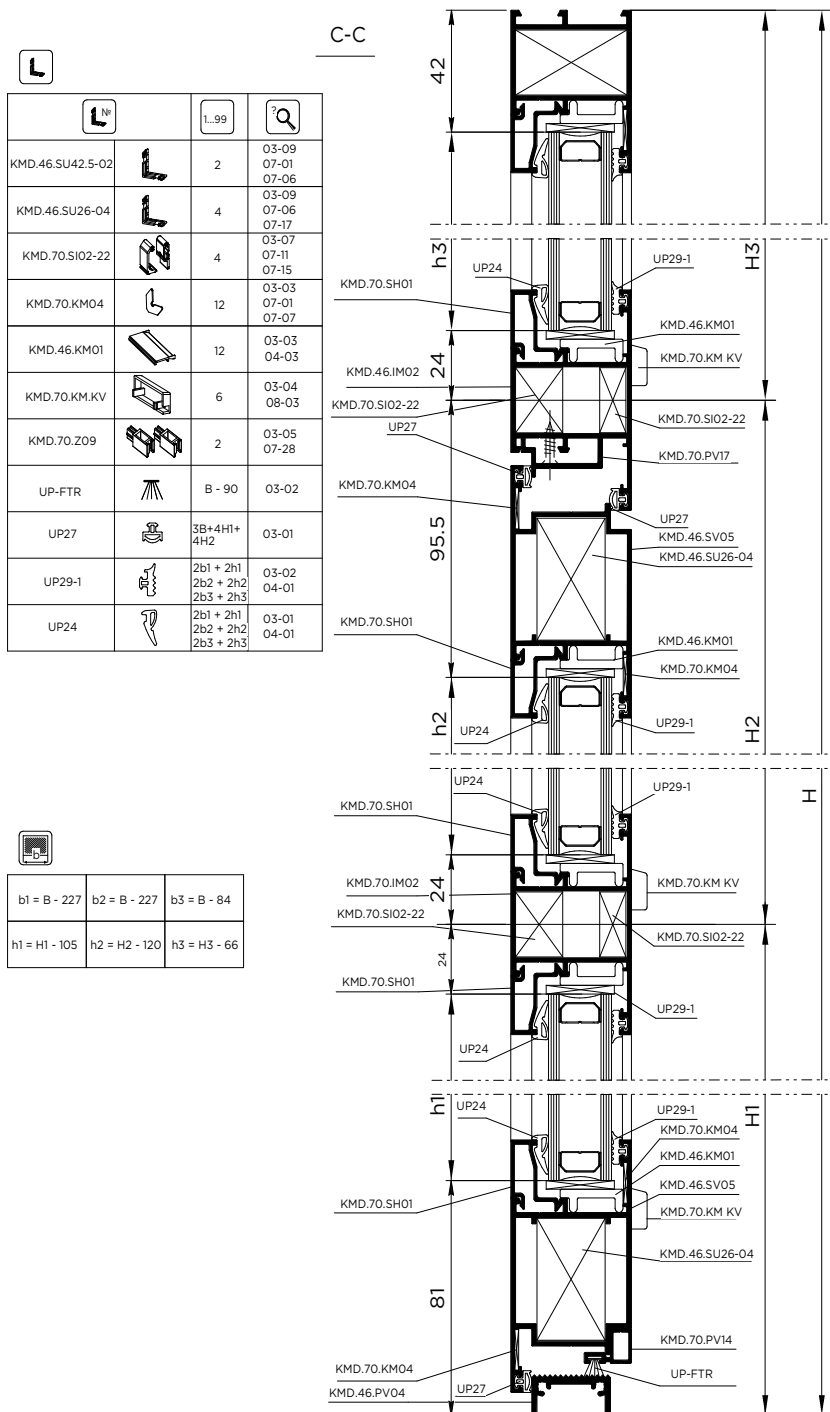 C-C
№
1...99
?
KMD.46.SU42.5-02
2
03-09
07-01
07-06
KMD.46.SU26-04
4
03-09
07-06
07-17
KMD.70.SI02-22
4
03-07
07-11
07-15
KMD.70.KM04
12
03-03
07-01
07-07
KMD.46.KM01
12
03-03
04-03
KMD.70.KM.KV
6
03-04
08-03
KMD.70.Z09
2
03-05
07-28
UP-FTR
B - 90
03-02
UP27
3B+4H1+
4H2
03-01
UP29-1
2b1 + 2h1
2b2 + 2h2
2b3 + 2h3
03-02
04-01
UP24
2b1 + 2h1
2b2 + 2h2
2b3 + 2h3
03-01
04-01
b
b1 = B - 227
b2 = B - 227
b3 = B - 84
h1 = H1 - 105
h2 = H2 - 120
h3 = H3 - 66
42
h3
H3
UP24
UP29-1
KMD.70.SH01
KMD.46.KM01
24
KMD.70.KM KV
KMD.46.IM02
KMD.70.SI02-22
KMD.70.SI02-22
UP27
KMD.70.PV17
KMD.70.KM04
UP27
95.5
KMD.46.SV05
KMD.46.SU26-04
KMD.70.SH01
KMD.46.KM01
KMD.70.KM04
h2
UP24
UP29-1
H2
H
UP24
UP29-1
KMD.70.SH01
24
KMD.70.IM02
KMD.70.KM KV
KMD.70.SI02-22
KMD.70.SI02-22
24
KMD.70.SH01
UP29-1
UP24
h1
H1
UP24
UP29-1
KMD.70.KM04
KMD.46.KM01
KMD.46.SV05
KMD.70.SH01
KMD.70.KM KV
KMD.46.SU26-04
81
KMD.70.PV14
KMD.70.KM04
UP-FTR
UP27
KMD.46.PV04